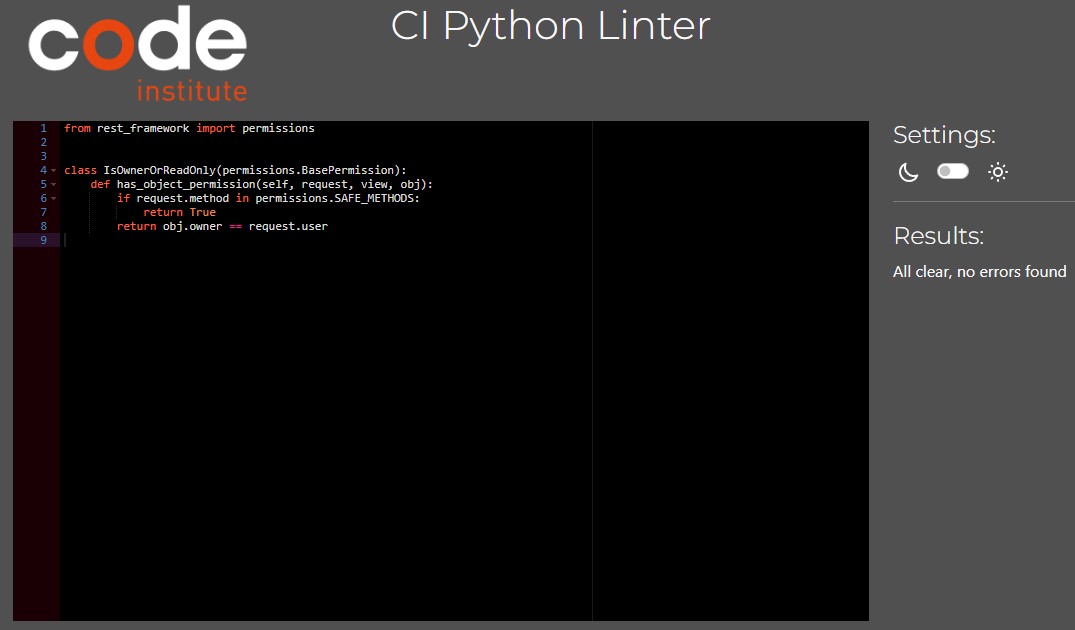 code
institute
CI Python Linter
1 from rest_framework import permissions
2
3
4 class IsOwnerOrReadOnly(permissions.BasePermission):
5     def has_object_permission(self, request, view, obj):
6         if request.method in permissions.SAFE_METHODS:
7             return True
8         return obj.owner == request.user
9
Settings:
Results:
All clear, no errors found